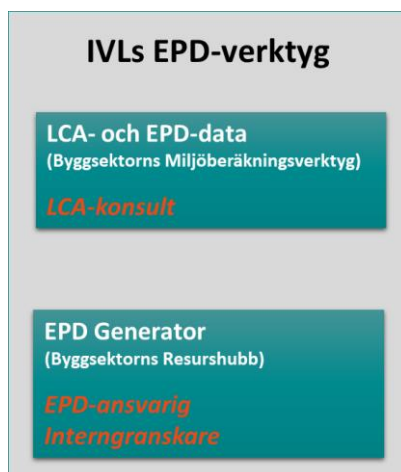 IVLs EPD-verktyg
LCA- och EPD-data
(Byggsektorns Miljöberäkningsverktyg)
LCA-konsult
EPD Generator
(Byggsektorns Resurshubb)
EPD-ansvarig
Interngranskare